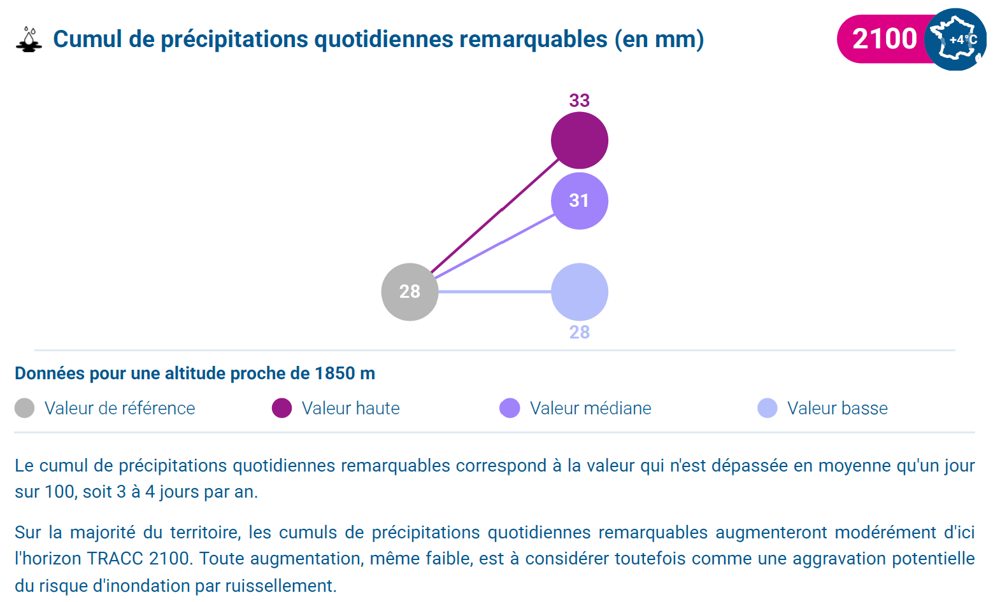 Cumul de précipitations quotidiennes remarquables (en mm)
2100
+4°C
33
31
28
28
Données pour une altitude proche de 1850 m
Valeur de référence
Valeur haute
Valeur médiane
Valeur basse
Le cumul de précipitations quotidiennes remarquables correspond à la valeur qui n'est dépassée en moyenne qu'un jour
sur 100, soit 3 à 4 jours par an.
Sur la majorité du territoire, les cumuls de précipitations quotidiennes remarquables augmenteront modérément d'ici
l'horizon TRACC 2100. Toute augmentation, même faible, est à considérer toutefois comme une aggravation potentielle
du risque d'inondation par ruissellement.